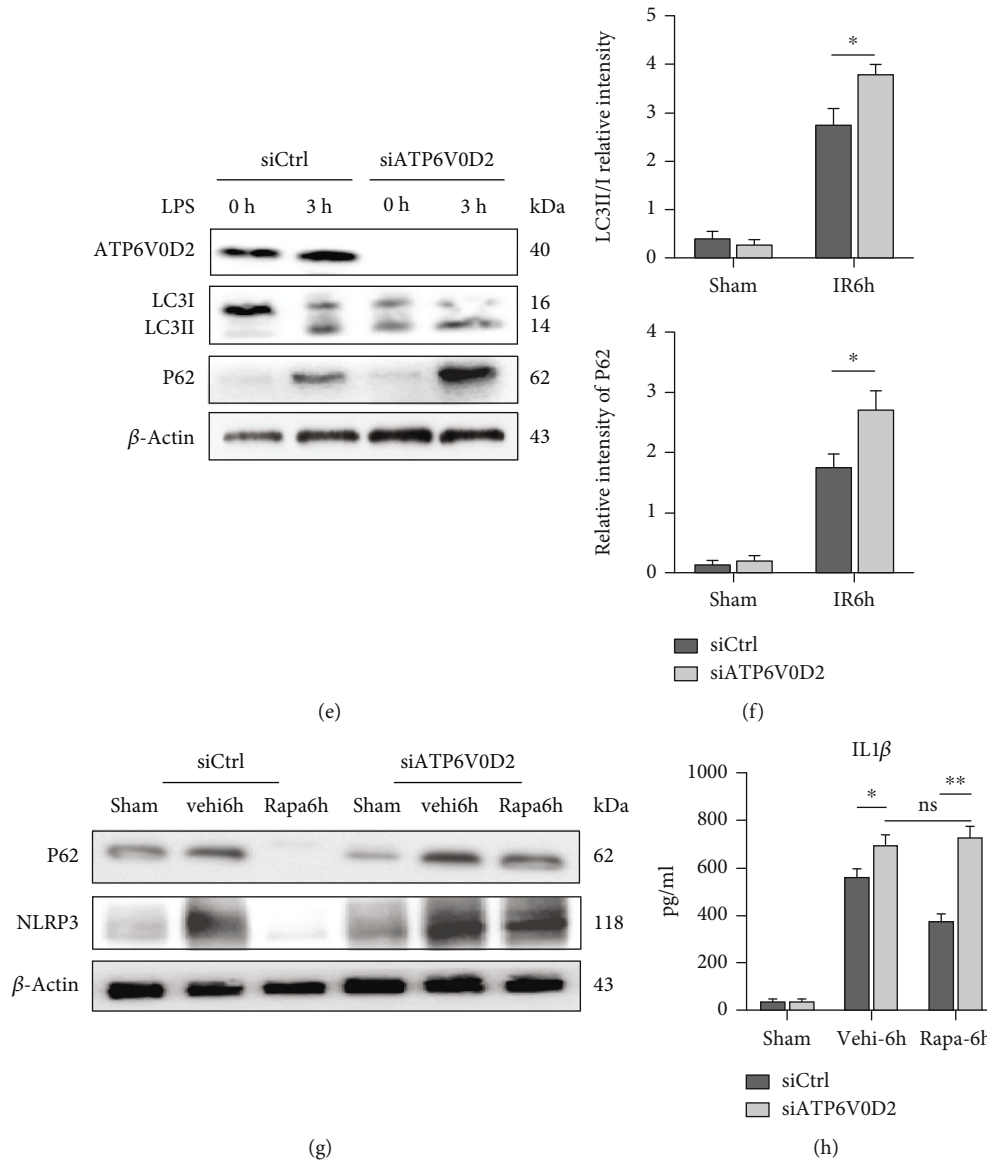 siCtrl siATP6V0D2
LPS 0 h 3 h 0 h 3 h kDa
ATP6V0D2 40
LC3I 16
LC3II 14
P62 62
β-Actin 43
(e)
5
4
3
2
1
0
LC3II/I relative intensity
*
Sham IR6h
4
3
2
1
0
Relative intensity of P62
*
Sham IR6h
siCtrl
siATP6V0D2
(f)
siCtrl siATP6V0D2
Sham vehi6h Rapa6h Sham vehi6h Rapa6h kDa
P62 62
NLRP3 118
β-Actin 43
(g)
IL1β
1000
800
600
400
200
0
pg/ml
* ns **
Sham Vehi-6h Rapa-6h
siCtrl
siATP6V0D2
(h)